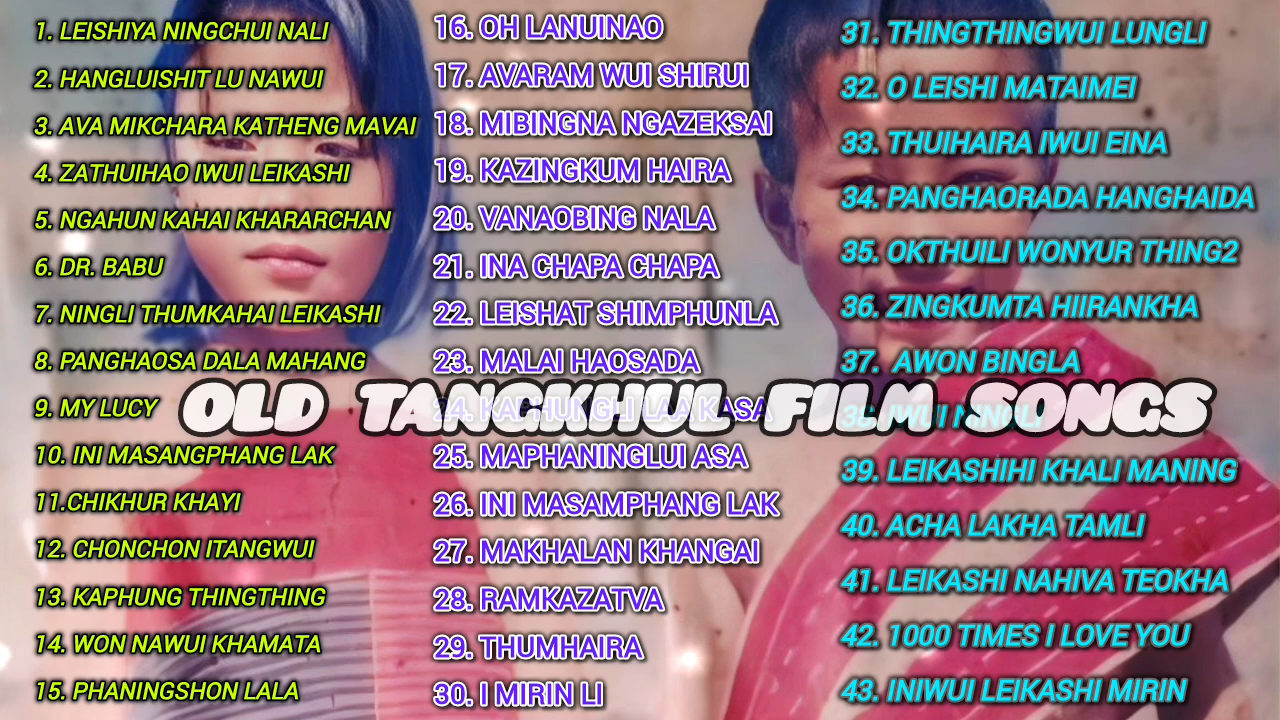 1. LEISHIYA NINGCHUI NALI
2. HANGLUISHIT LU NAWUI
3. AVA MIKCHARA KATHENG MAVAI
4. ZATHUIHAO IWUI LEIKASHI
5. NGAHUN KAHAI KHARARCHAN
6. DR. BABU
7. NINGLI THUMKAHAI LEIKASHI
8. PANGHAOSA DALA MAHANG
9. MY LUCY
10. INI MASANGPHANG LAK
11.CHIKHUR KHAYI
12. CHONCHON ITANGWUI
13. KAPHUNG THINGTHING
14. WON NAWUI KHAMATA
15. PHANINGSHON LALA
16. OH LANUINAO
17. AVARAM WUI SHIRUI
18. MIBINGNA NGAZEKSAI
19. KAZINGKUM HAIRA
20. VANAOBING NALA
21. INA CHAPA CHAPA
22. LEISHAT SHIMPHUNLA
23. MALAI HAOSADA
24.
25. MAPHANINGLUI ASA
26. INI MASAMPHANG LAK
27. MAKHALAN KHANGAI
28. RAMKAZATVA
29. THUMHAIRA
30. I MIRIN LI
31. THINGTHINGWUI LUNGLI
32. O LEISHI MATAIMEI
33. THUIHAIRA IWUI EINA
34. PANGHAORADA HANGHAIDA
35. OKTHUILI WONYUR THING2
36. ZINGKUMTA HIIRANKHA
37. AWON BINGLA
38. IWUI
39. LEIKASHIHI KHALI MANING
40. ACHA LAKHA TAMLI
41. LEIKASHI NAHIVA TEOKHA
42. 1000 TIMES I LOVE YOU
43. INIWUI LEIKASHI MIRIN
OLD TANGKHUL FILM SONGS